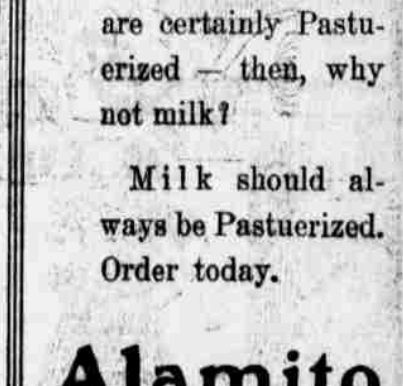 are certainly Pastu-
erized — then, why
not milk?
Milk should al-
ways be Pastuerized.
Order today.
Alamito